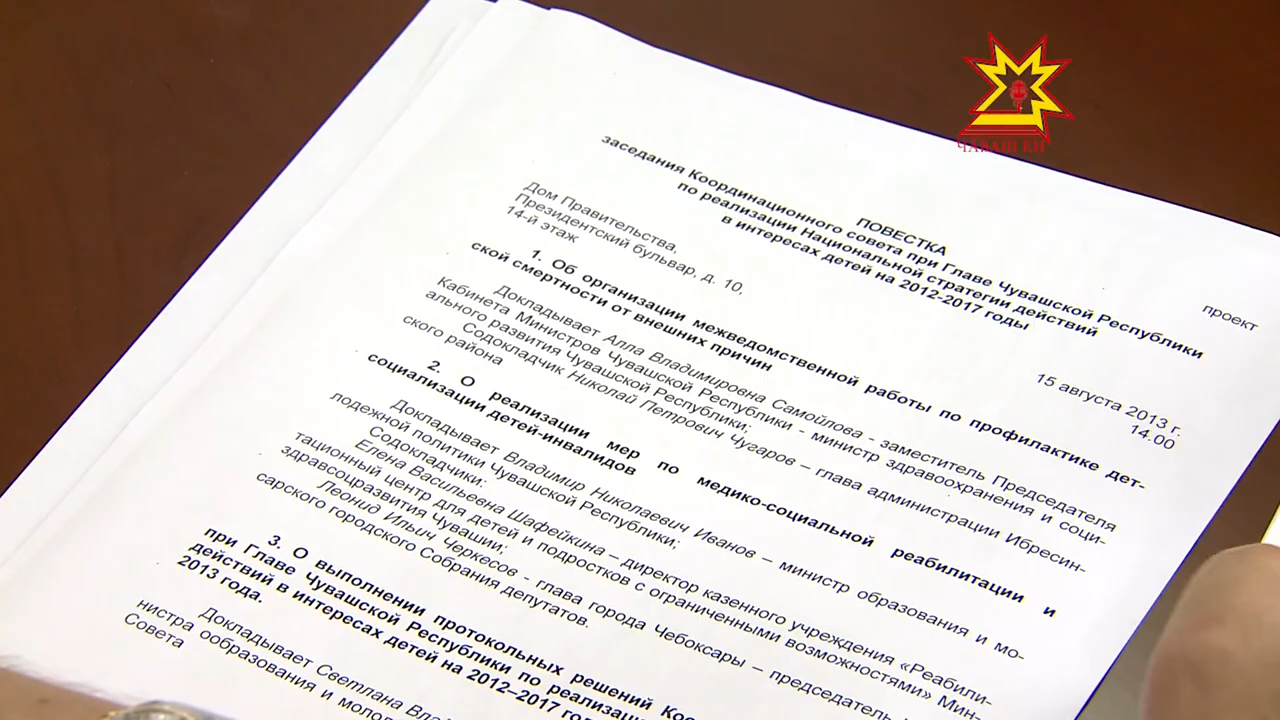 ЧӐВАШ ЕН
проект
ПОВЕСТКА
заседания Координационного совета при Главе Чувашской Республики
по реализации Национальной стратегии действий
в интересах детей на 2012-2017 годы
Дом Правительства,
Президентский бульвар, д. 10,
14-й этаж
15 августа 2013 г.
14.00
1. Об организации межведомственной работы по профилактике дет-
ской смертности от внешних причин
Докладывает Алла Владимировна Самойлова - заместитель Председателя
Кабинета Министров Чувашской Республики - министр здравоохранения и соци-
ального развития Чувашской Республики;
Содокладчик Николай Петрович Чугаров – глава администрации Ибресин-
ского района
2. О реализации мер по медико-социальной реабилитации и
социализации детей-инвалидов
Докладывает Владимир Николаевич Иванов – министр образования и мо-
лодежной политики Чувашской Республики;
Содокладчики:
Елена Васильевна Шафейкина – директор казенного учреждения «Реабили-
тационный центр для детей и подростков с ограниченными возможностями» Мин-
здравсоцразвития Чувашии;
Леонид Ильич Черкесов - глава города Чебоксары – председатель
сарского городского Собрания депутатов.
3. О выполнении протокольных решений
при Главе Чувашской Республики по
действий в интересах детей на 2012–2017
2013 года.
Докладывает Светлана
нистра образования и
Совета